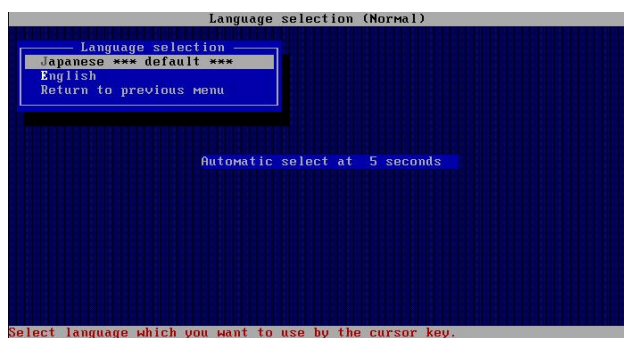 Language selection (Normal)
Language selection
Japanese *** default ***
English
Return to previous menu
Automatic select at 5 seconds
Select language which you want to use by the cursor key.